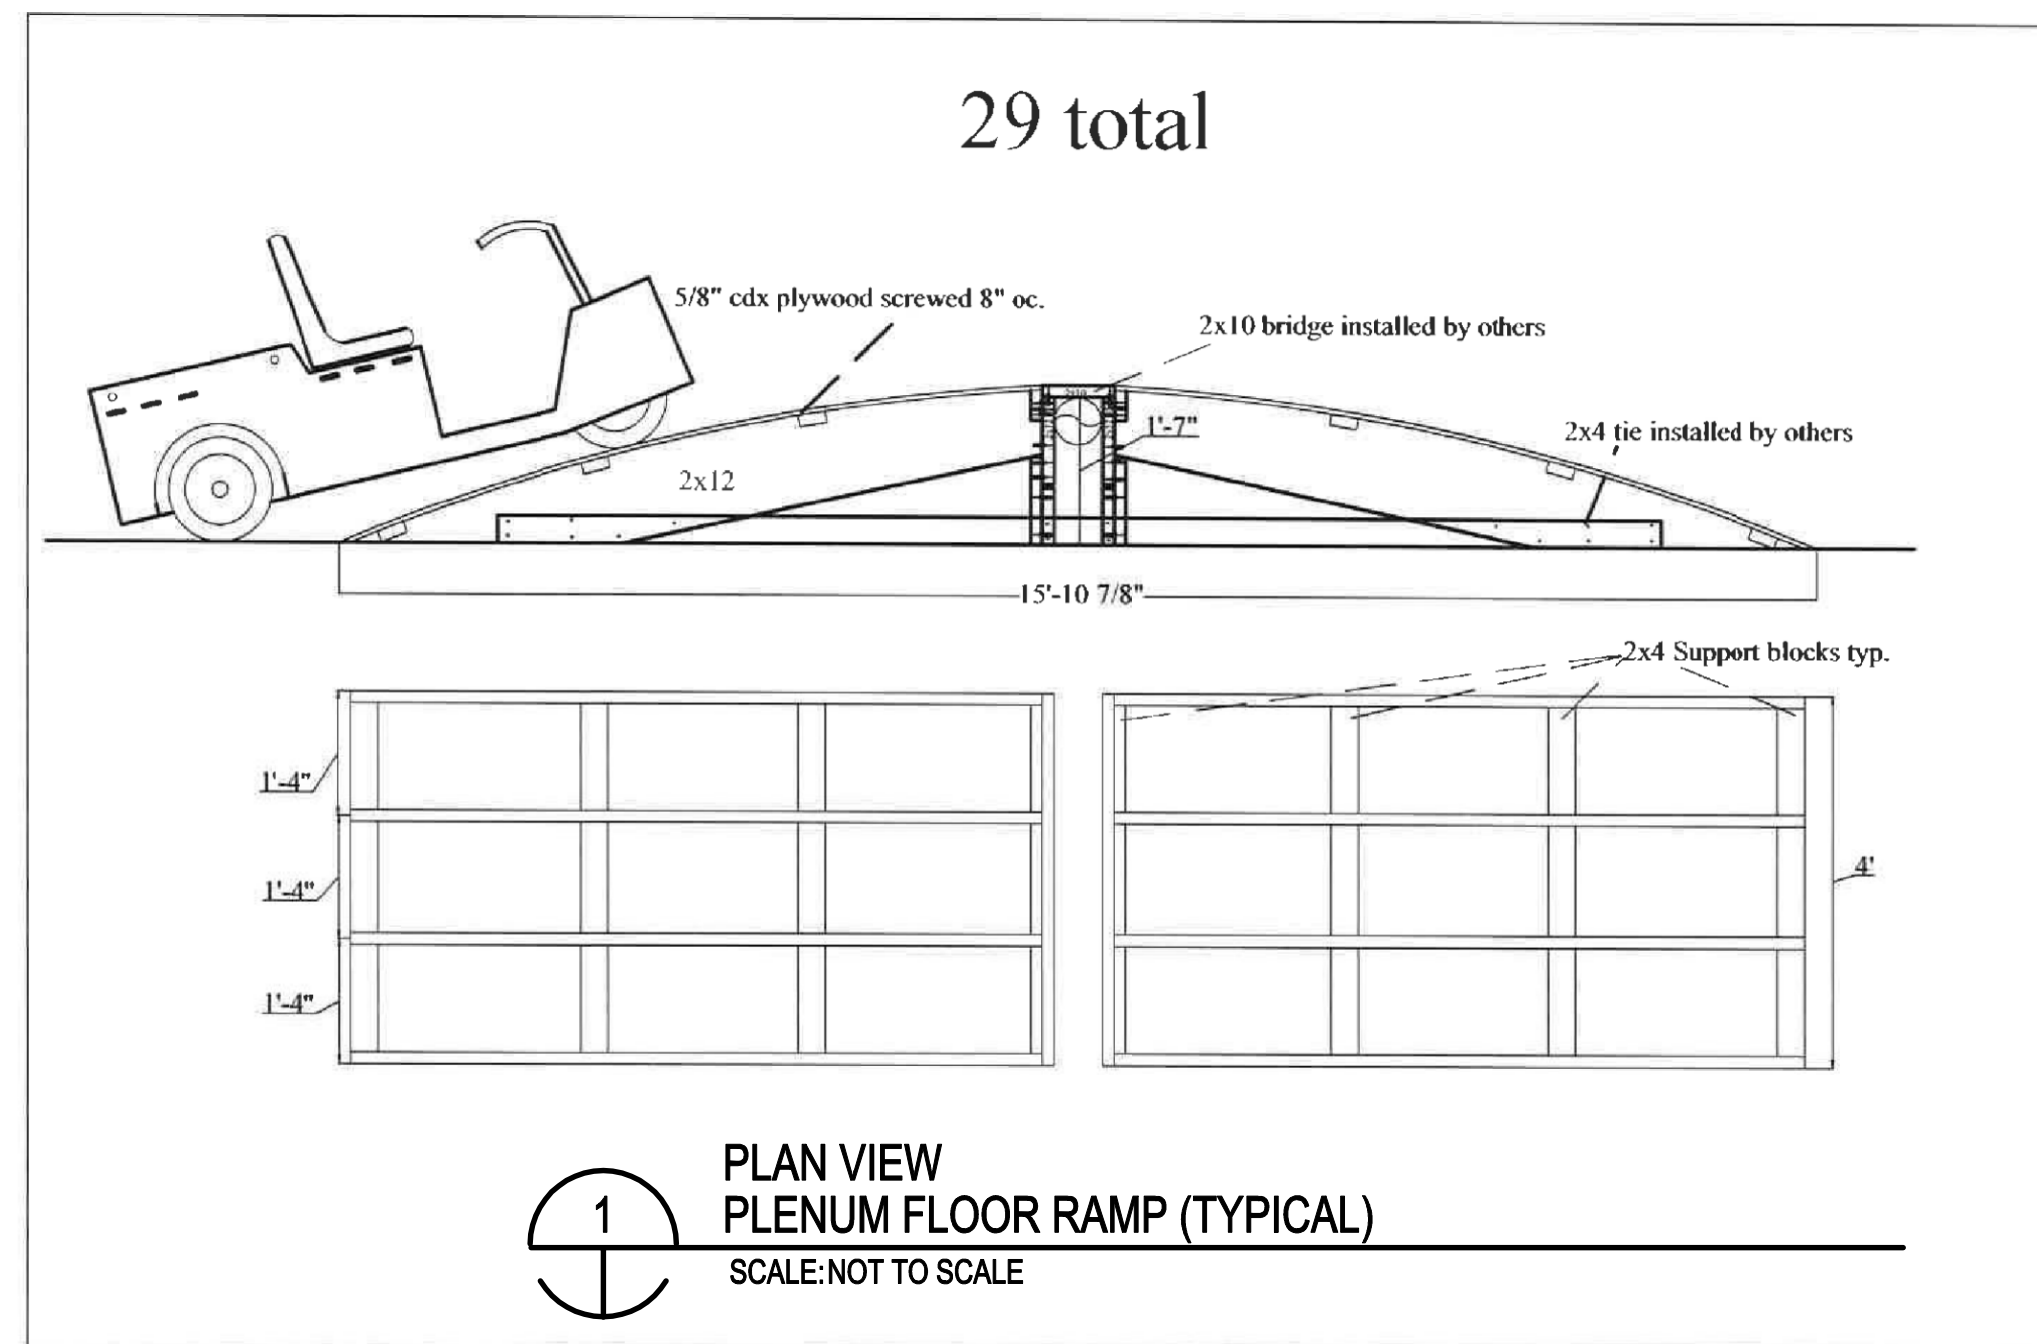 29 total
5/8" cdx plywood screwed 8" oc.
2x10 bridge installed by others
1'-7"
2x4 tie installed by others
2x12
15'-10 7/8"
2x4 Support blocks typ.
1'-4"
1'-4"
4'
1'-4"
PLAN VIEW
1
PLENUM FLOOR RAMP (TYPICAL)
SCALE:NOT TO SCALE